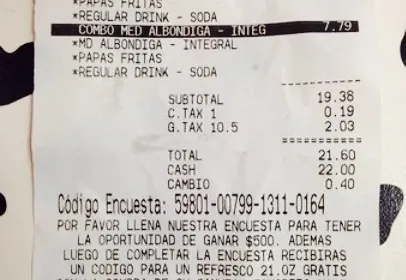 *PAPAS FRITAS
*REGULAR DRINK - SODA
COMBO MED ALBONDIGA - INTEG 7.79
*MD ALBONDIGA - INTEGRAL
*PAPAS FRITAS
*REGULAR DRINK - SODA
SUBTOTAL 19.38
C.TAX 1 0.19
G.TAX 10.5 2.03
===========
TOTAL 21.60
CASH 22.00
CAMBIO 0.40
Código Encuesta: 59801-00799-1311-0164
POR FAVOR LLENA NUESTRA ENCUESTA PARA TENER
LA OPORTUNIDAD DE GANAR $500. ADEMAS
LUEGO DE COMPLETAR LA ENCUESTA RECIBIRAS
UN CODIGO PARA UN REFRESCO GRATIS